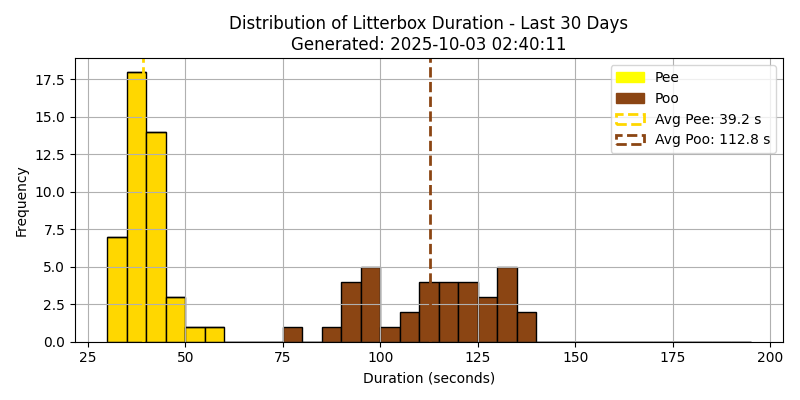 Distribution of Litterbox Duration - Last 30 Days
Generated: 2025-10-03 02:40:11
Pee
Poo
Avg Pee: 39.2 s
Avg Poo: 112.8 s
Frequency
17.5
15.0
12.5
10.0
7.5
5.0
2.5
0.0
25 50 75 100 125 150 175 200
Duration (seconds)